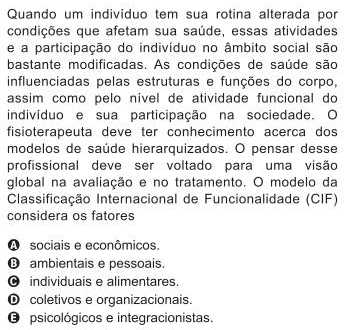 Quando um indivíduo tem sua rotina alterada por
condições que afetam sua saúde, essas atividades
e a participação do indivíduo no âmbito social são
bastante modificadas. As condições de saúde são
influenciadas pelas estruturas e funções do corpo,
assim como pelo nível de atividade funcional do
indivíduo e sua participação na sociedade. O
fisioterapeuta deve ter conhecimento acerca dos
modelos de saúde hierarquizados. O pensar desse
profissional deve ser voltado para uma visão
global na avaliação e no tratamento. O modelo da
Classificação Internacional de Funcionalidade (CIF)
considera os fatores
A sociais e econômicos.
B ambientais e pessoais.
C individuais e alimentares.
D coletivos e organizacionais.
E psicológicos e integracionistas.